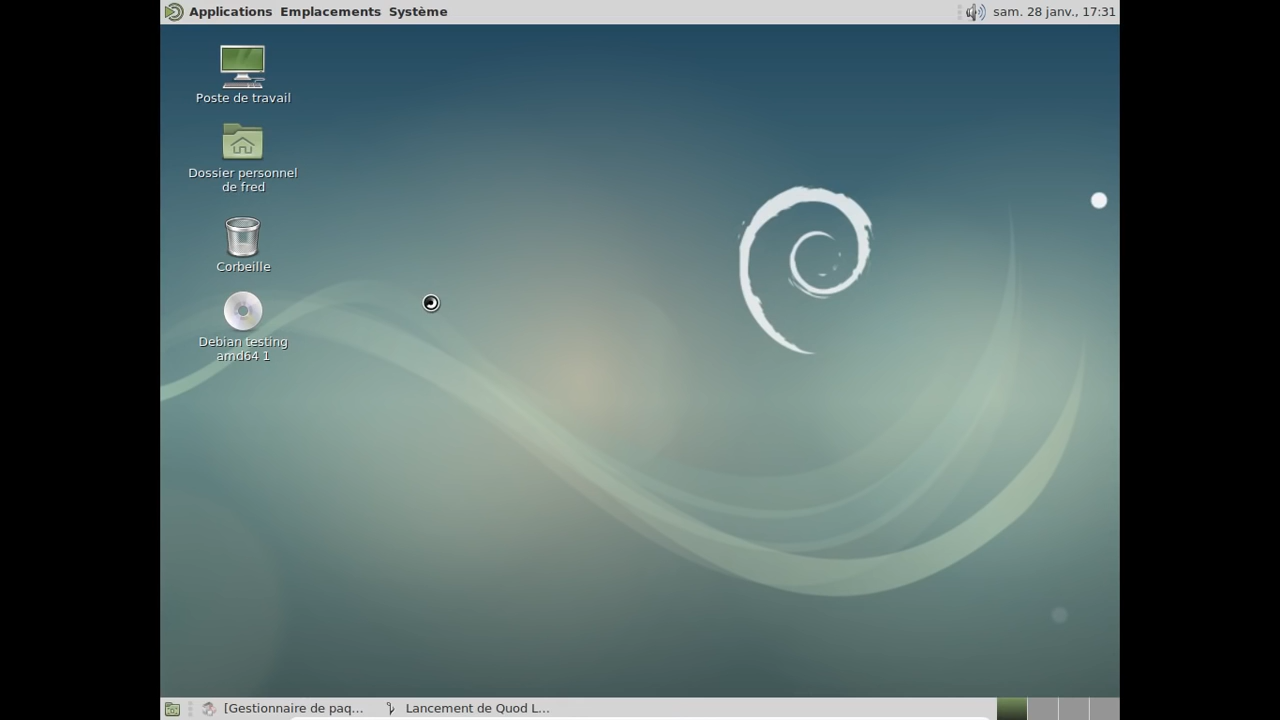 Applications Emplacements Système
sam. 28 janv., 17:31
Poste de travail
Dossier personnel
de fred
Corbeille
Debian testing
amd64 1
[Gestionnaire de paq...
Lancement de Quod L...